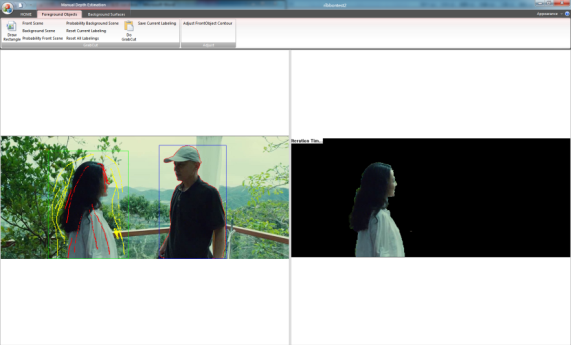 Manual Depth Estimation
HOME Foreground Objects Background Surfaces Appearance
Front Scene Probability Background Scene Save Current Labeling Adjust FrontObject Contour
Background Scene Reset Current Labeling
Draw Rectangle Probability Front Scene Reset All Labelings Do GrabCut
GrabCut Adjust
Iteration Tim..